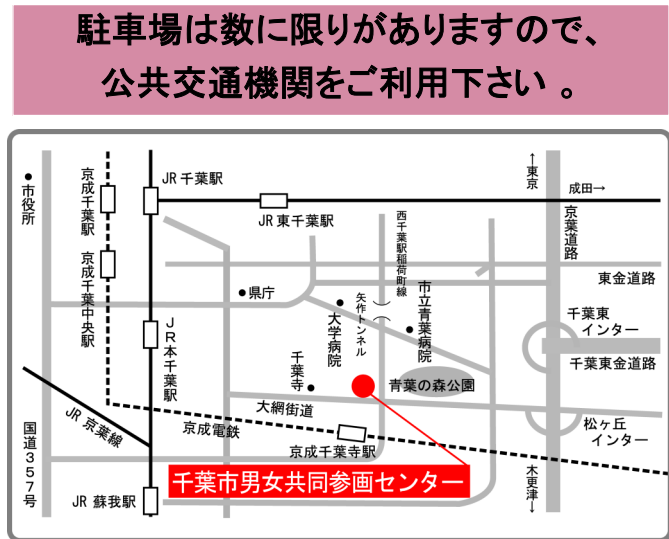 駐車場は数に限りがありますので、
公共交通機関をご利用下さい 。
●市役所
京成千葉駅
JR 千葉駅
JR 東千葉駅
西千葉駅稲荷町線
←東京
成田→
京葉道路
東金道路
京成千葉中央駅
●県庁
JR本千葉駅
●大学病院
矢作トンネル
市立青葉病院
千葉東
インター
千葉東金道路
千葉寺
青葉の森公園
大網街道
松ヶ丘
インター
JR 京葉線
京成電鉄
京成千葉寺駅
国道357号
JR 蘇我駅
千葉市男女共同参画センター
木更津→